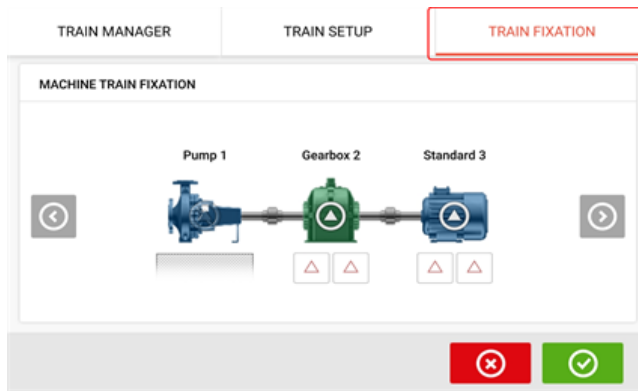 TRAIN MANAGER TRAIN SETUP TRAIN FIXATION
MACHINE TRAIN FIXATION
Pump 1 Gearbox 2 Standard 3